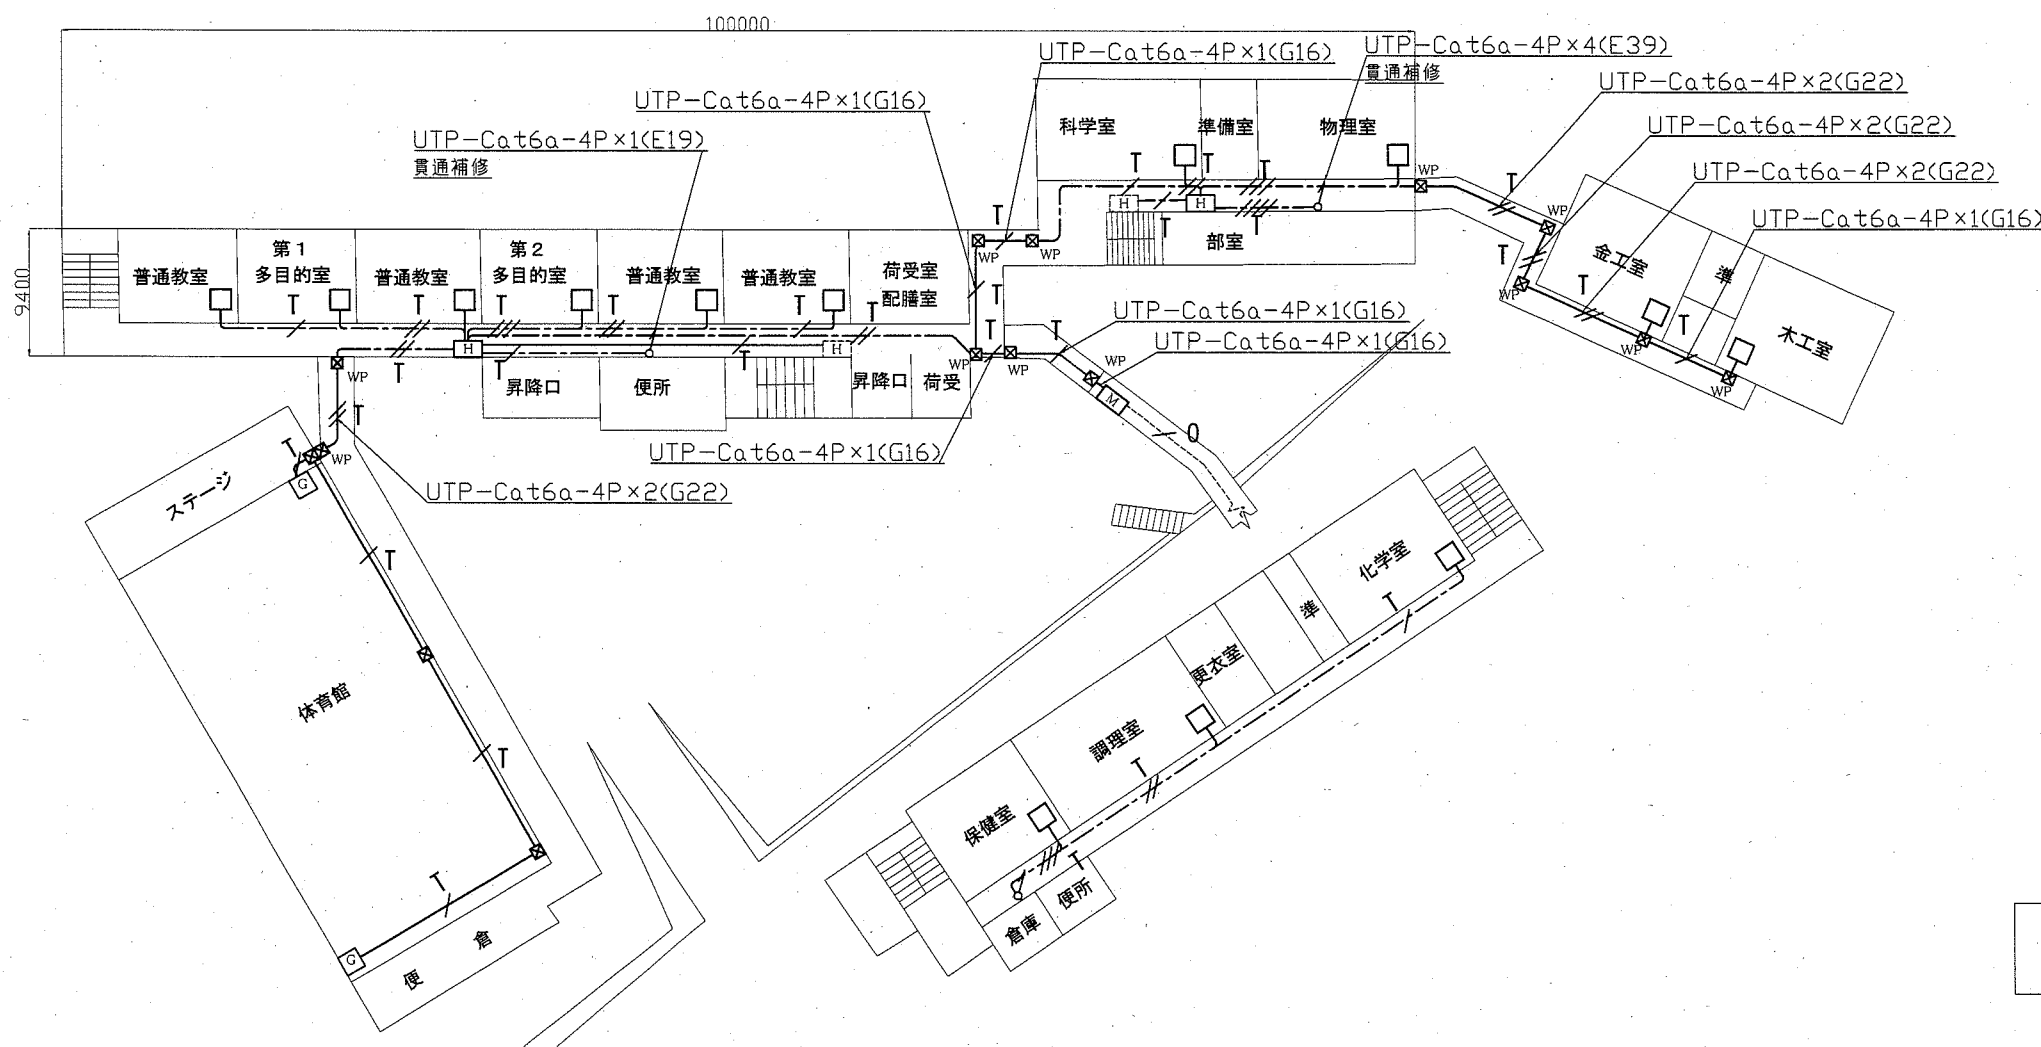 100000
UTP-Cat6a-4P×1(G16)
UTP-Cat6a-4P×4(E39)
貫通補修
UTP-Cat6a-4P×2(G22)
UTP-Cat6a-4P×1(G16)
UTP-Cat6a-4P×2(G22)
UTP-Cat6a-4P×1(E19)
貫通補修
UTP-Cat6a-4P×2(G22)
UTP-Cat6a-4P×1(G16)
科学室
準備室
物理室
T
T
T
WP
T
H
H
T
T
部室
T
WP
WP
WP
T
金工室
準
木工室
T
WP
T
WP
WP
9400
普通教室
第1
多目的室
普通教室
第2
多目的室
普通教室
普通教室
荷受室
配膳室
T
T
T
T
T
T
T
T
H
T
T
H
WP
T
WP
T
WP
昇降口
便所
昇降口
荷受
UTP-Cat6a-4P×1(G16)
UTP-Cat6a-4P×1(G16)
M
O
UTP-Cat6a-4P×1(G16)
UTP-Cat6a-4P×2(G22)
WP
T
T
WP
G
ステージ
T
体育館
T
T
G
便
倉
化学室
T
準
更衣室
調理室
T
保健室
T
便所
倉庫